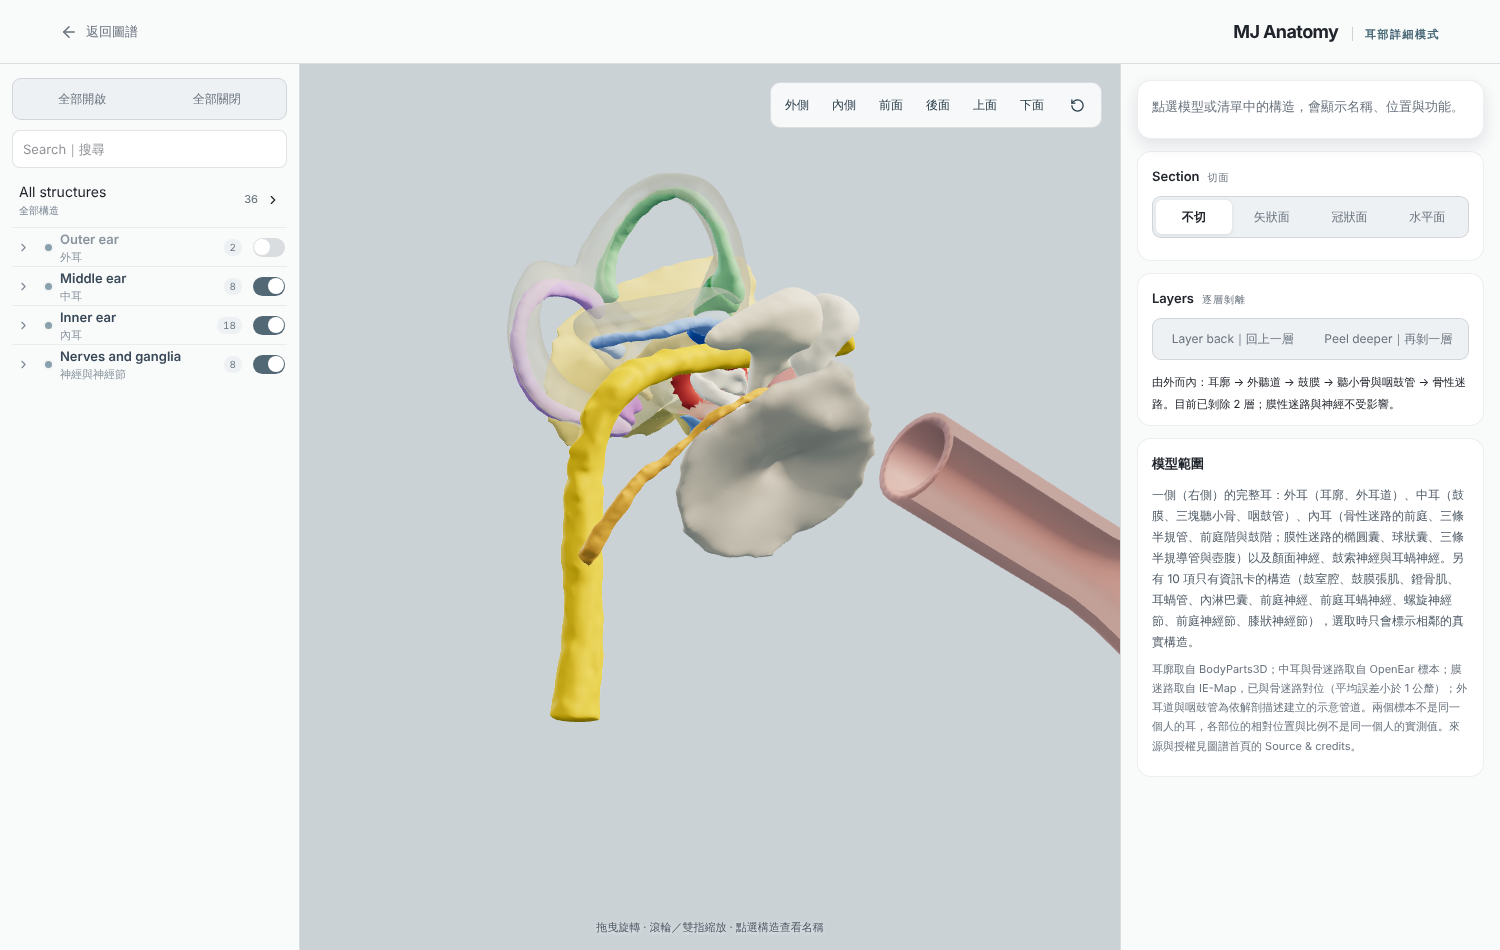 返回圖譜
MJ Anatomy
耳部詳細模式
全部開啟
全部關閉
Search｜搜尋
All structures
全部構造
36
Outer ear
外耳
2
Middle ear
中耳
8
Inner ear
內耳
18
Nerves and ganglia
神經與神經節
8
外側
內側
前面
後面
上面
下面
拖曳旋轉 · 滾輪／雙指縮放 · 點選構造查看名稱
點選模型或清單中的構造，會顯示名稱、位置與功能。
Section 切面
不切
矢狀面
冠狀面
水平面
Layers 逐層剝離
Layer back｜回上一層
Peel deeper｜再剝一層
由外而內：耳廓 → 外聽道 → 鼓膜 → 聽小骨與咽鼓管 → 骨性迷
路。目前已剝除 2 層；膜性迷路與神經不受影響。
模型範圍
一側（右側）的完整耳：外耳（耳廓、外耳道）、中耳（鼓
膜、三塊聽小骨、咽鼓管）、內耳（骨性迷路的前庭、三條
半規管、前庭階與鼓階；膜性迷路的橢圓囊、球狀囊、三條
半規導管與壺腹）以及顏面神經、鼓索神經與耳蝸神經。另
有 10 項只有資訊卡的構造（鼓室腔、鼓膜張肌、鐙骨肌、
耳蝸管、內淋巴囊、前庭神經、前庭耳蝸神經、螺旋神經
節、前庭神經節、膝狀神經節），選取時只會標示相鄰的真
實構造。
耳廓取自 BodyParts3D；中耳與骨迷路取自 OpenEar 標本；膜
迷路取自 IE-Map，已與骨迷路對位（平均誤差小於 1 公釐）；外
耳道與咽鼓管為依解剖描述建立的示意管道。兩個標本不是同一
個人的耳，各部位的相對位置與比例不是同一個人的實測值。來
源與授權見圖譜首頁的 Source & credits。